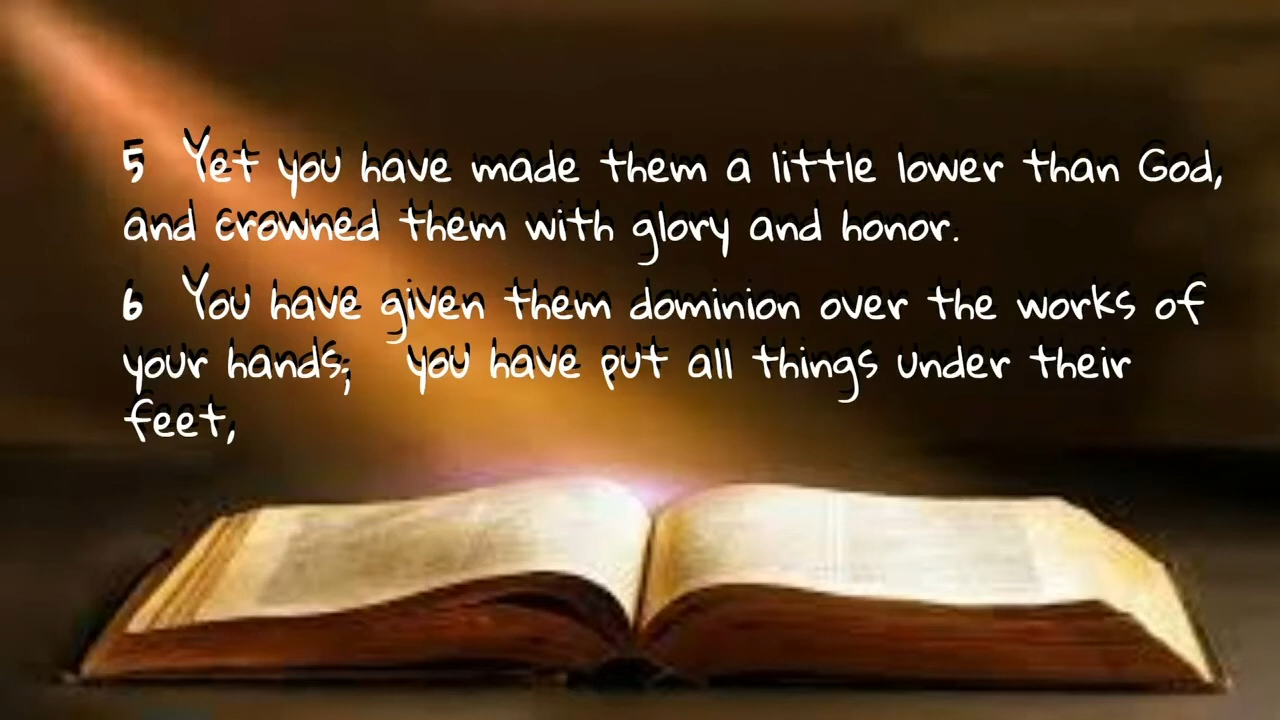 5 Yet you have made them a little lower than God,
and crowned them with glory and honor.
6 You have given them dominion over the works of
your hands; you have put all things under their
feet,